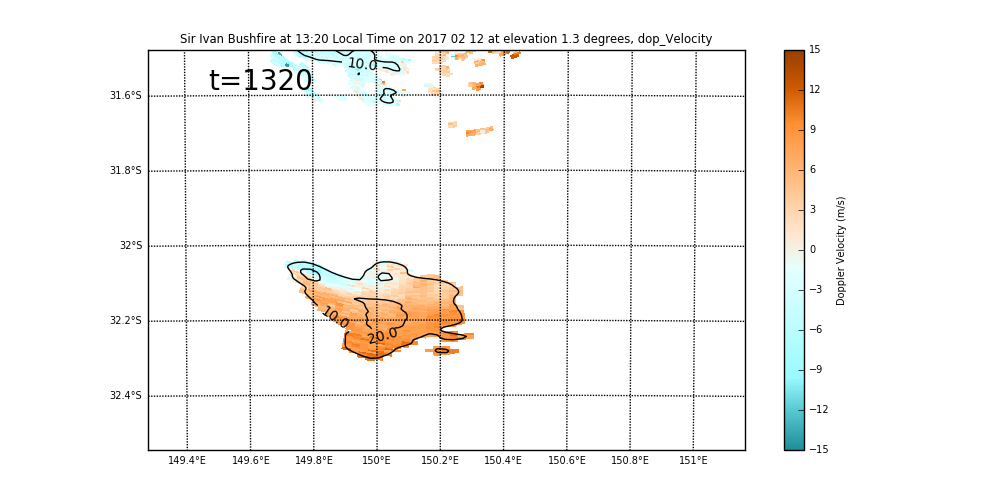 Sir Ivan Bushfire at 13:20 Local Time on 2017 02 12 at elevation 1.3 degrees, dop_Velocity
t=1320
10.0
10.0
20.0
31.6°S
31.8°S
32°S
32.2°S
32.4°S
149.4°E 149.6°E 149.8°E 150°E 150.2°E 150.4°E 150.6°E 150.8°E 151°E
15
12
9
6
3
0
−3
−6
−9
−12
−15
Doppler Velocity (m/s)